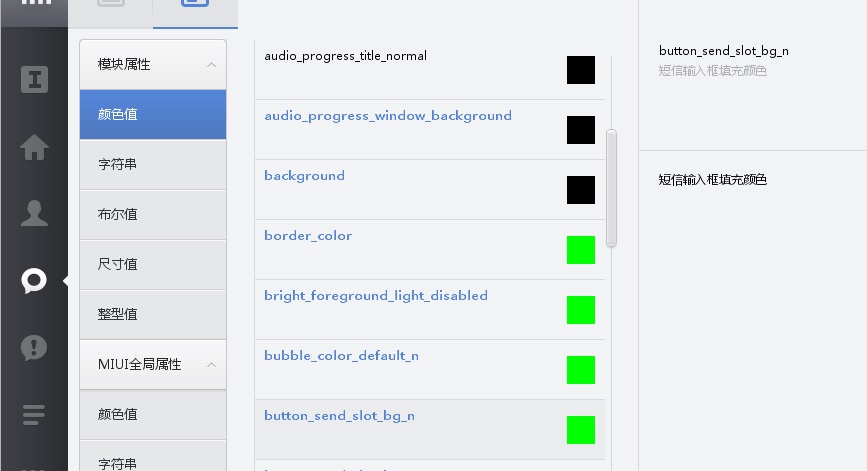 模块属性
颜色值
字符串
布尔值
尺寸值
整型值
MIUI全局属性
颜色值
字符串
audio_progress_title_normal
audio_progress_window_background
background
border_color
bright_foreground_light_disabled
bubble_color_default_n
button_send_slot_bg_n
button_send_slot_bg_n
短信输入框填充颜色
短信输入框填充颜色